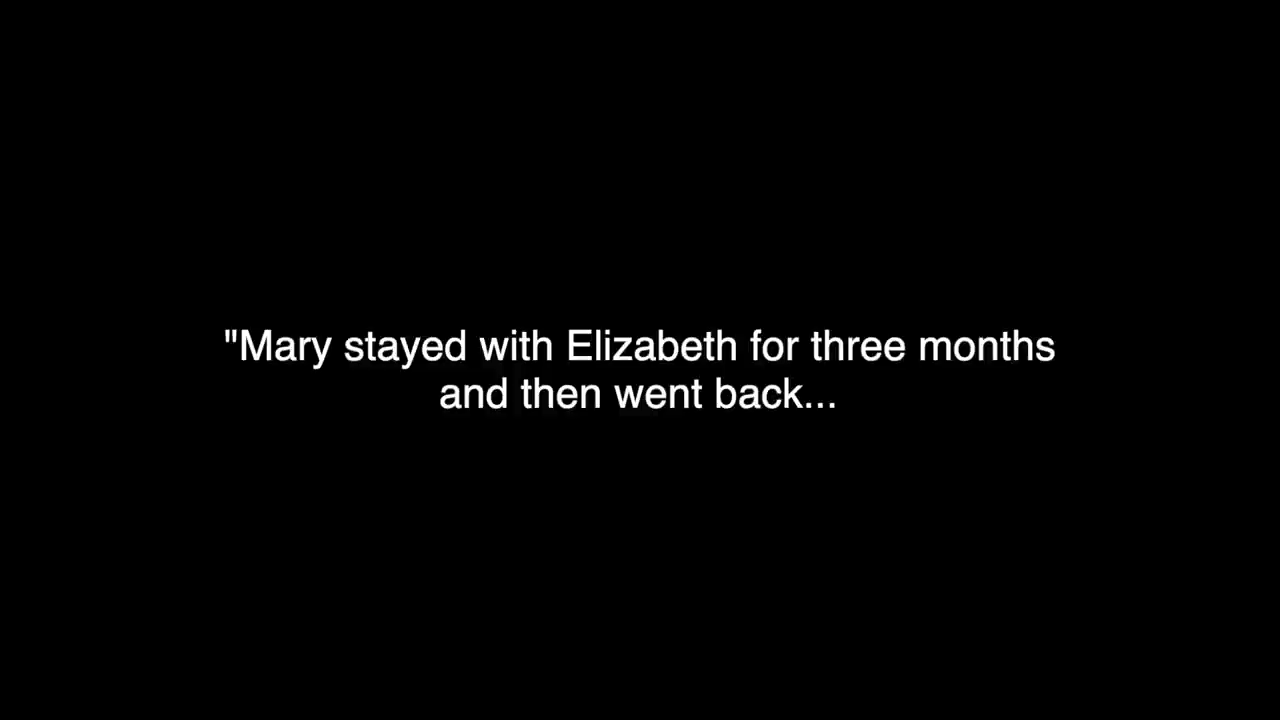 "Mary stayed with Elizabeth for three months
and then went back...